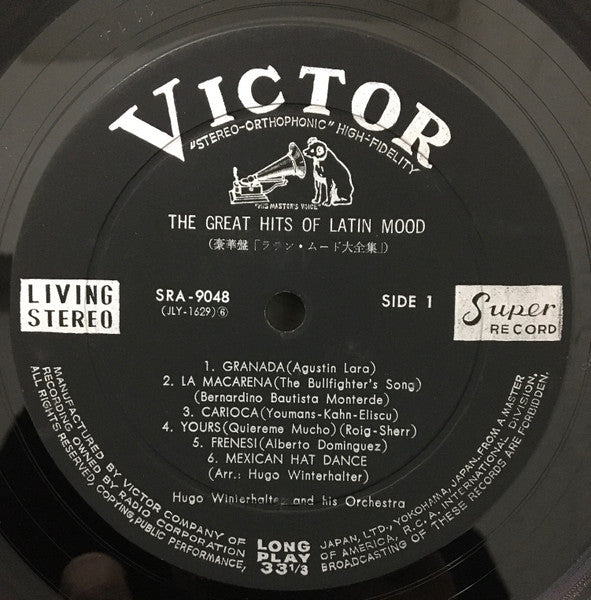 VICTOR
"STEREO-ORTHOPHONIC" HIGH-FIDELITY
"HIS MASTER'S VOICE"
THE GREAT HITS OF LATIN MOOD
(豪華盤「ラテン・ムード大全集」)
LIVING STEREO
SRA-9048
(JLY-1629)⑥
SIDE 1
Super RECORD
1. GRANADA (Agustin Lara)
2. LA MACARENA (The Bullfighter's Song)
(Bernardino Bautista Monterde)
3. CARIOCA (Youmans-Kahn-Eliscu)
4. YOURS (Quiereme Mucho) (Roig-Sherr)
5. FRENESI (Alberto Dominguez)
6. MEXICAN HAT DANCE
(Arr.: Hugo Winterhalter)
Hugo Winterhalter and his Orchestra
MANUFACTURED BY VICTOR COMPANY OF JAPAN, LTD., YOKOHAMA, JAPAN. FROM A MASTER
RECORDING OWNED BY RADIO CORPORATION OF AMERICA, R.C.A. INTERNATIONAL DIVISION.
ALL RIGHTS RESERVED, COPYING, PUBLIC PERFORMANCE, BROADCASTING OF THESE RECORDS ARE FORBIDDEN.
LONG
PLAY
33 1/3